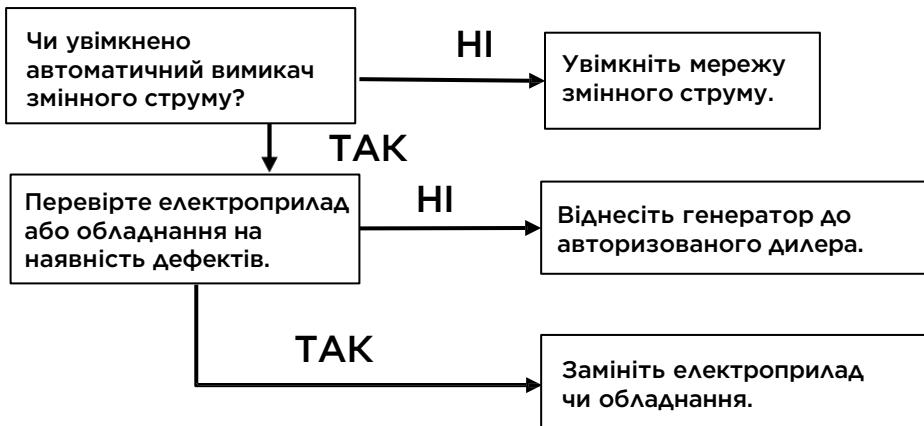 Чи увімкнено
автоматичний вимикач
змінного струму?
НІ
Увімкніть мережу
змінного струму.
ТАК
Перевірте електроприлад
або обладнання на
наявність дефектів.
НІ
Віднесіть генератор до
авторизованого дилера.
ТАК
Замініть електроприлад
чи обладнання.